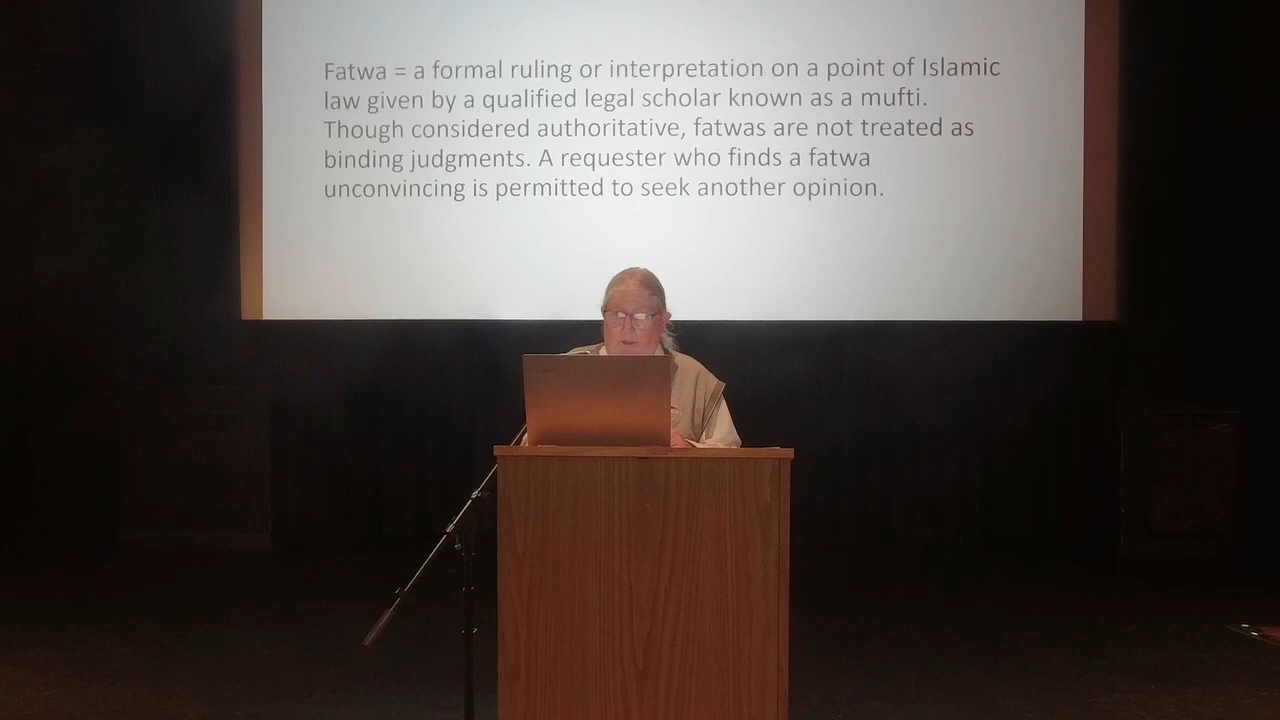 Fatwa = a formal ruling or interpretation on a point of Islamic
law given by a qualified legal scholar known as a mufti.
Though considered authoritative, fatwas are not treated as
binding judgments. A requester who finds a fatwa
unconvincing is permitted to seek another opinion.